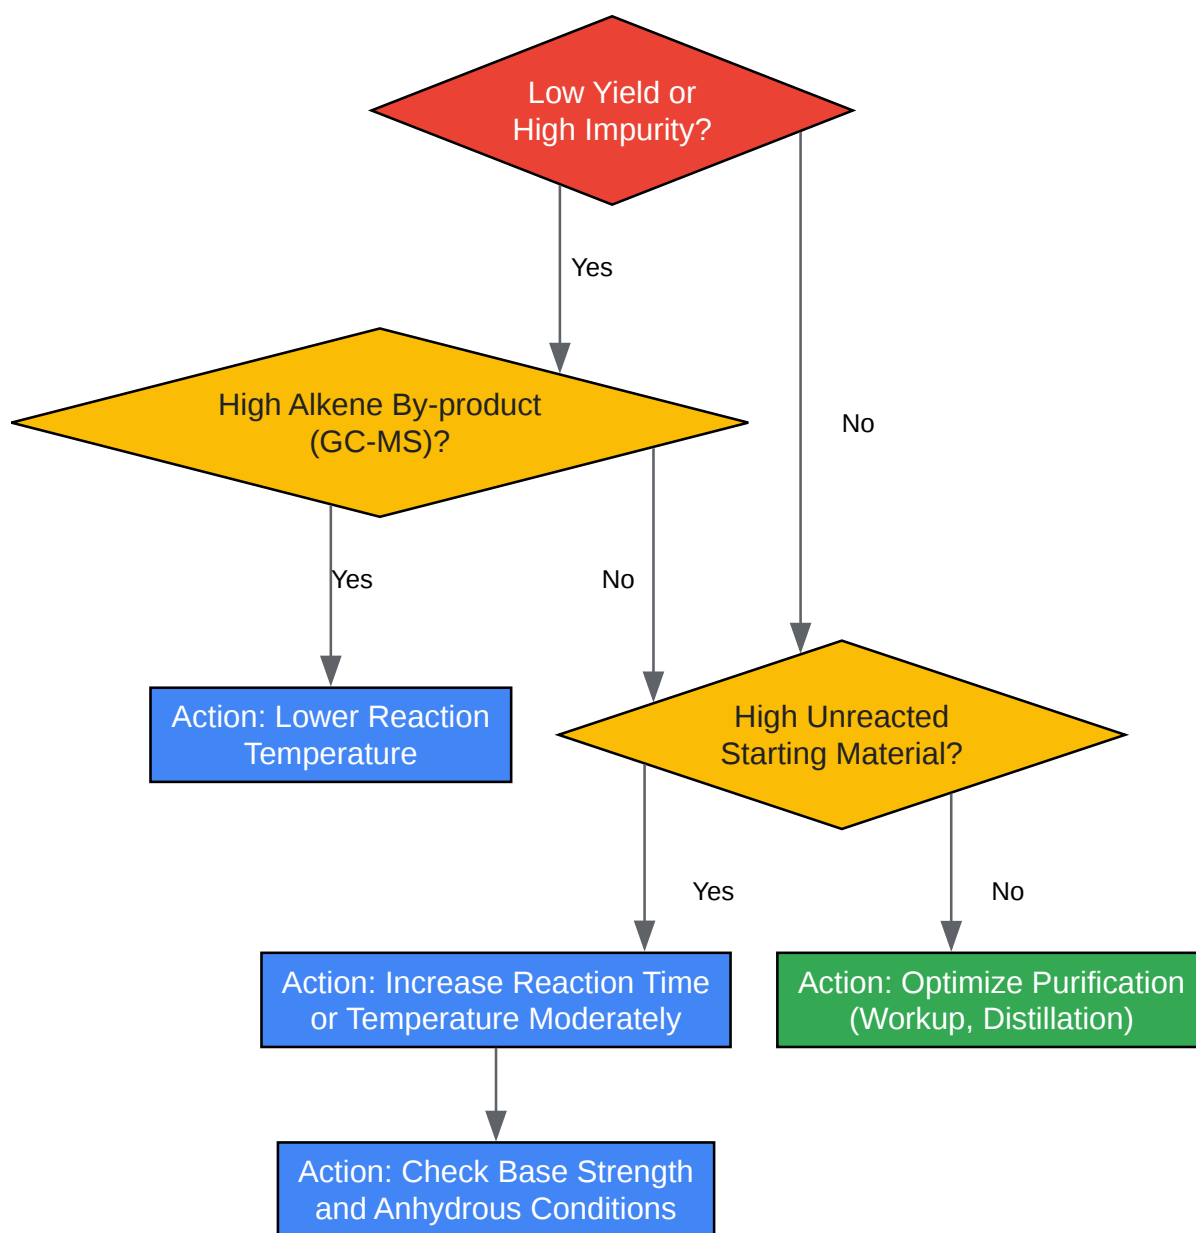 Low Yield or
High Impurity?
Yes
No
High Alkene By-product
(GC-MS)?
Yes
No
High Unreacted
Starting Material?
Action: Lower Reaction
Temperature
Yes
No
Action: Increase Reaction Time
or Temperature Moderately
Action: Optimize Purification
(Workup, Distillation)
Action: Check Base Strength
and Anhydrous Conditions